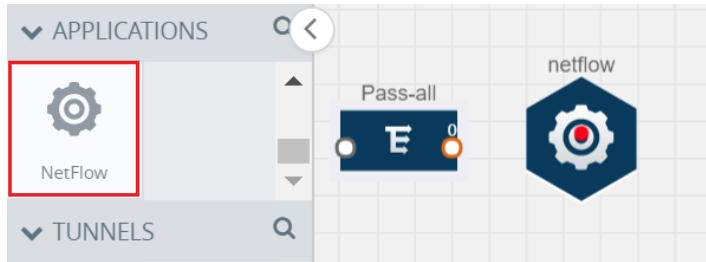 APPLICATIONS
NetFlow
TUNNELS
Pass-all
0
netflow